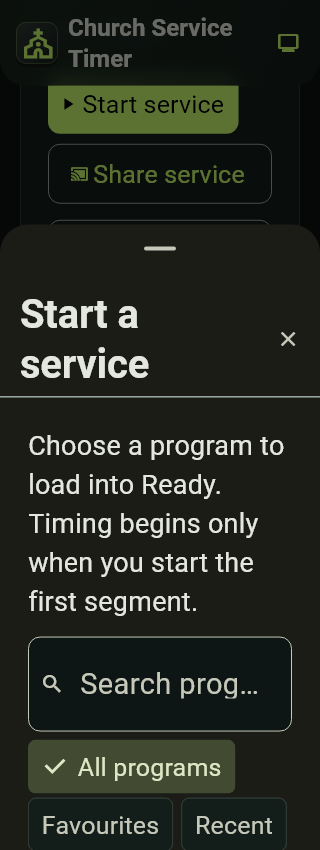 Church Service
Timer
Start service
Share service
Start a
service
Choose a program to
load into Ready.
Timing begins only
when you start the
first segment.
Search prog…
All programs
Favourites
Recent